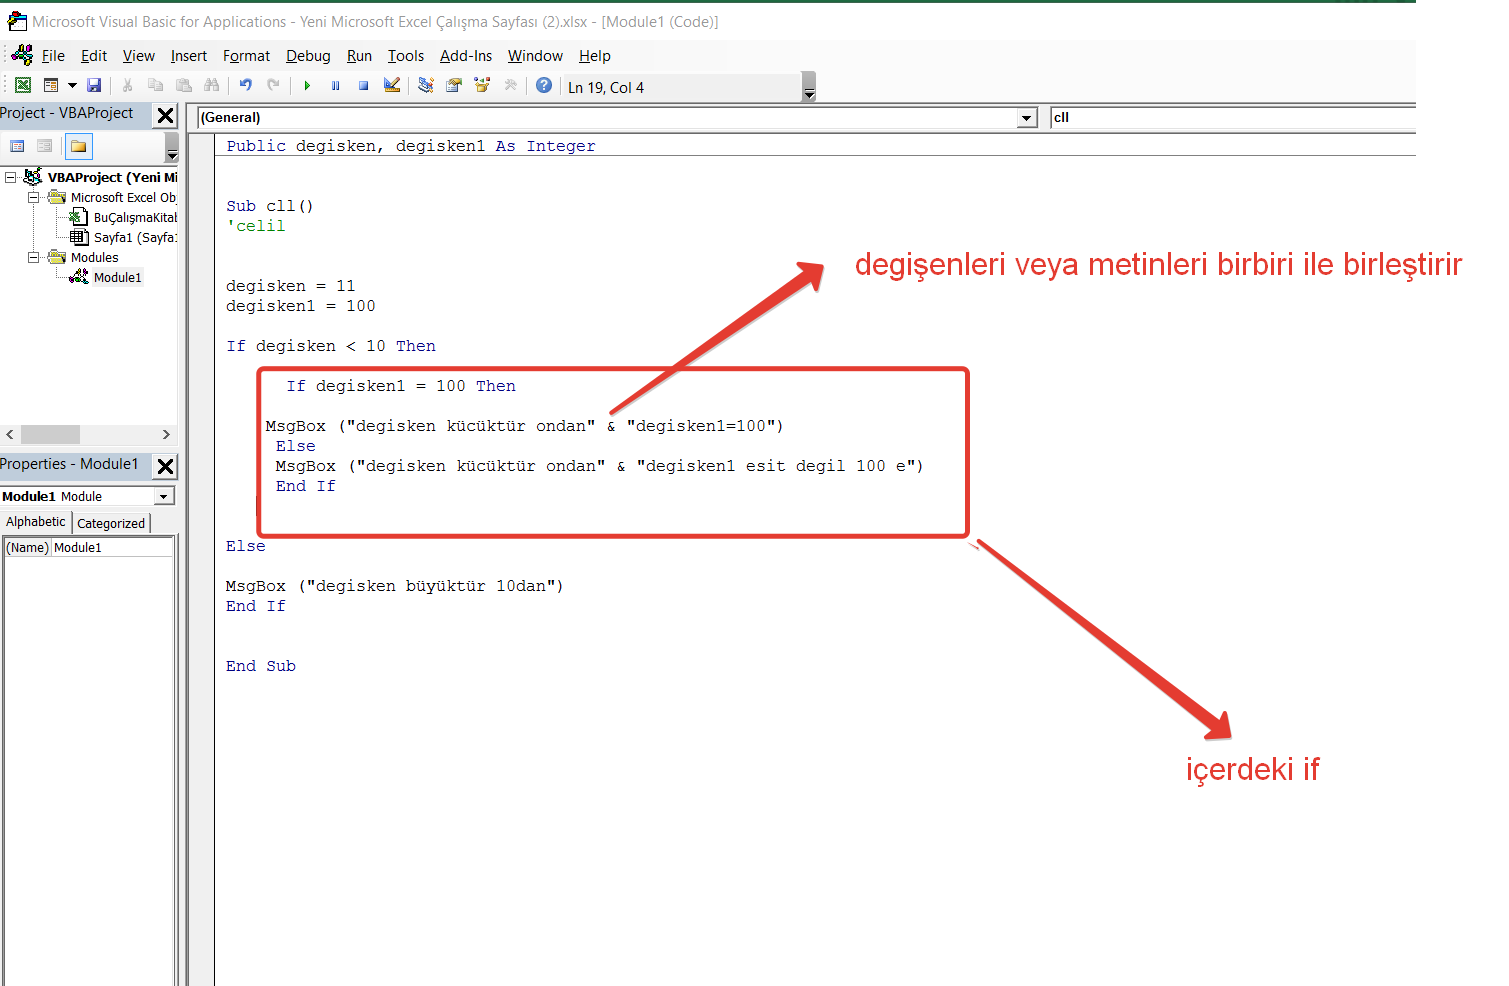 Microsoft Visual Basic for Applications - Yeni Microsoft Excel Çalışma Sayfası (2).xlsx - [Module1 (Code)]
File Edit View Insert Format Debug Run Tools Add-Ins Window Help
Ln 19, Col 4
Project - VBAProject
VBAProject (Yeni Mi
Microsoft Excel Obj
BuÇalışmaKitab
Sayfa1 (Sayfa1
Modules
Module1
Properties - Module1
Module1 Module
Alphabetic Categorized
(Name) Module1
(General) cll
Public degisken, degisken1 As Integer
Sub cll()
'celil
degisken = 11
degisken1 = 100
If degisken < 10 Then
If degisken1 = 100 Then
MsgBox ("degisken kücüktür ondan" & "degisken1=100")
Else
MsgBox ("degisken kücüktür ondan" & "degisken1 esit degil 100 e")
End If
Else
MsgBox ("degisken büyüktür 10dan")
End If
End Sub
degişenleri veya metinleri birbiri ile birleştirir
içerdeki if